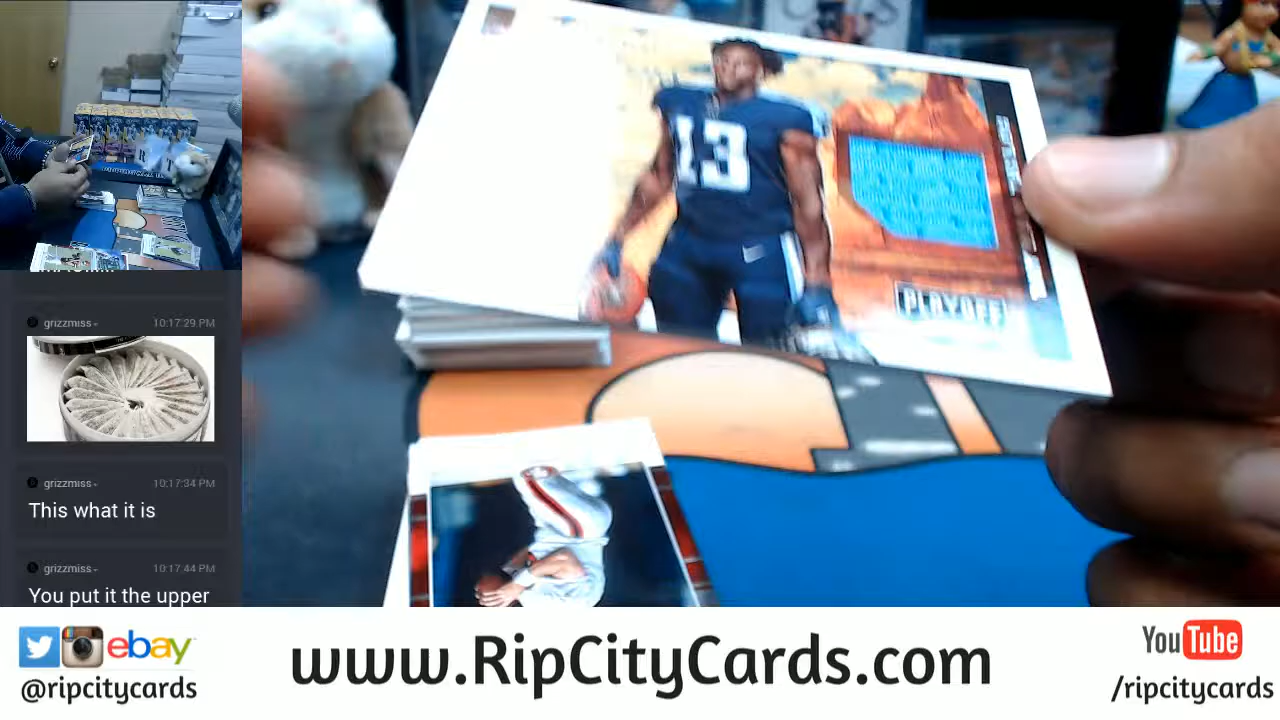 grizzmiss
10:17:29 PM
grizzmiss
10:17:34 PM
This what it is
grizzmiss
10:17:44 PM
You put it the upper
13
PLAYOFF
ebay
@ripcitycards
www.RipCityCards.com
YouTube
/ripcitycards